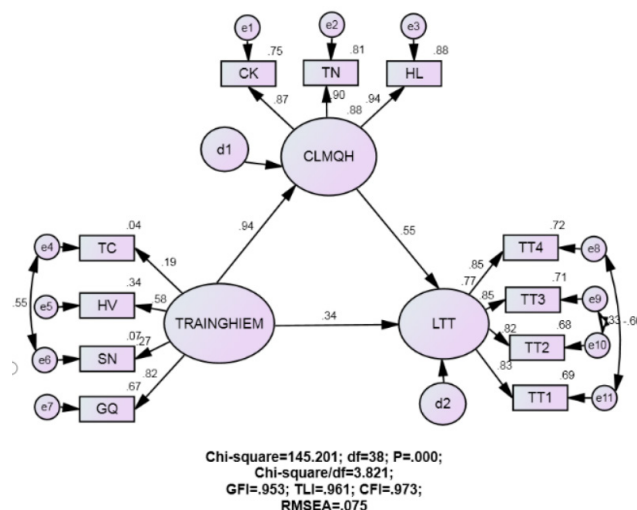 e1
e2
e3
.75
.81
.88
CK
TN
HL
.87
.90
.94
.88
CLMQH
d1
.94
.55
.04
e4
TC
.19
.34
e5
HV
.58
.55
TRAINGHIEM
.07
.27
e6
SN
.82
.67
e7
GQ
.34
LTT
.77
d2
.72
TT4
e8
.85
.71
TT3
e9
.85
.68
TT2
e10
.82
.33
-.60
.69
TT1
e11
.83
Chi-square=145.201; df=38; P=.000;
Chi-square/df=3.821;
GFI=.953; TLI=.961; CFI=.973;
RMSEA=.075